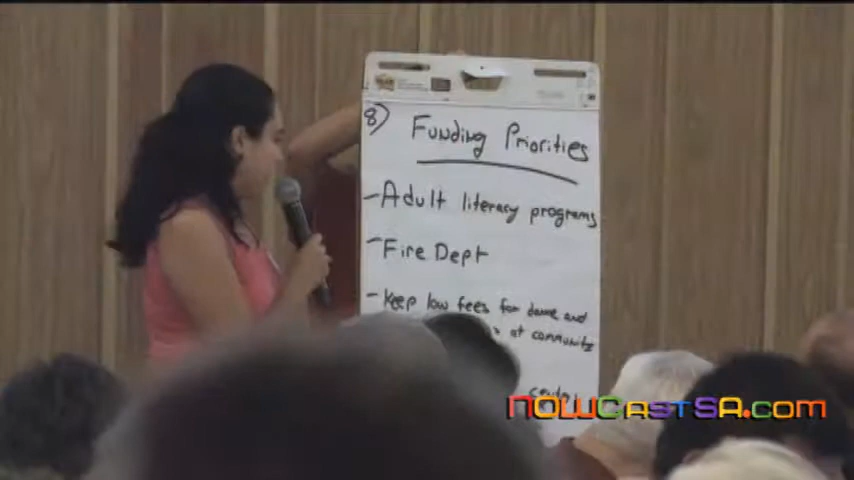 8) Funding Priorities
- Adult literacy programs
- Fire Dept
- keep low fees for dance and
at community
NOWCastSA.com